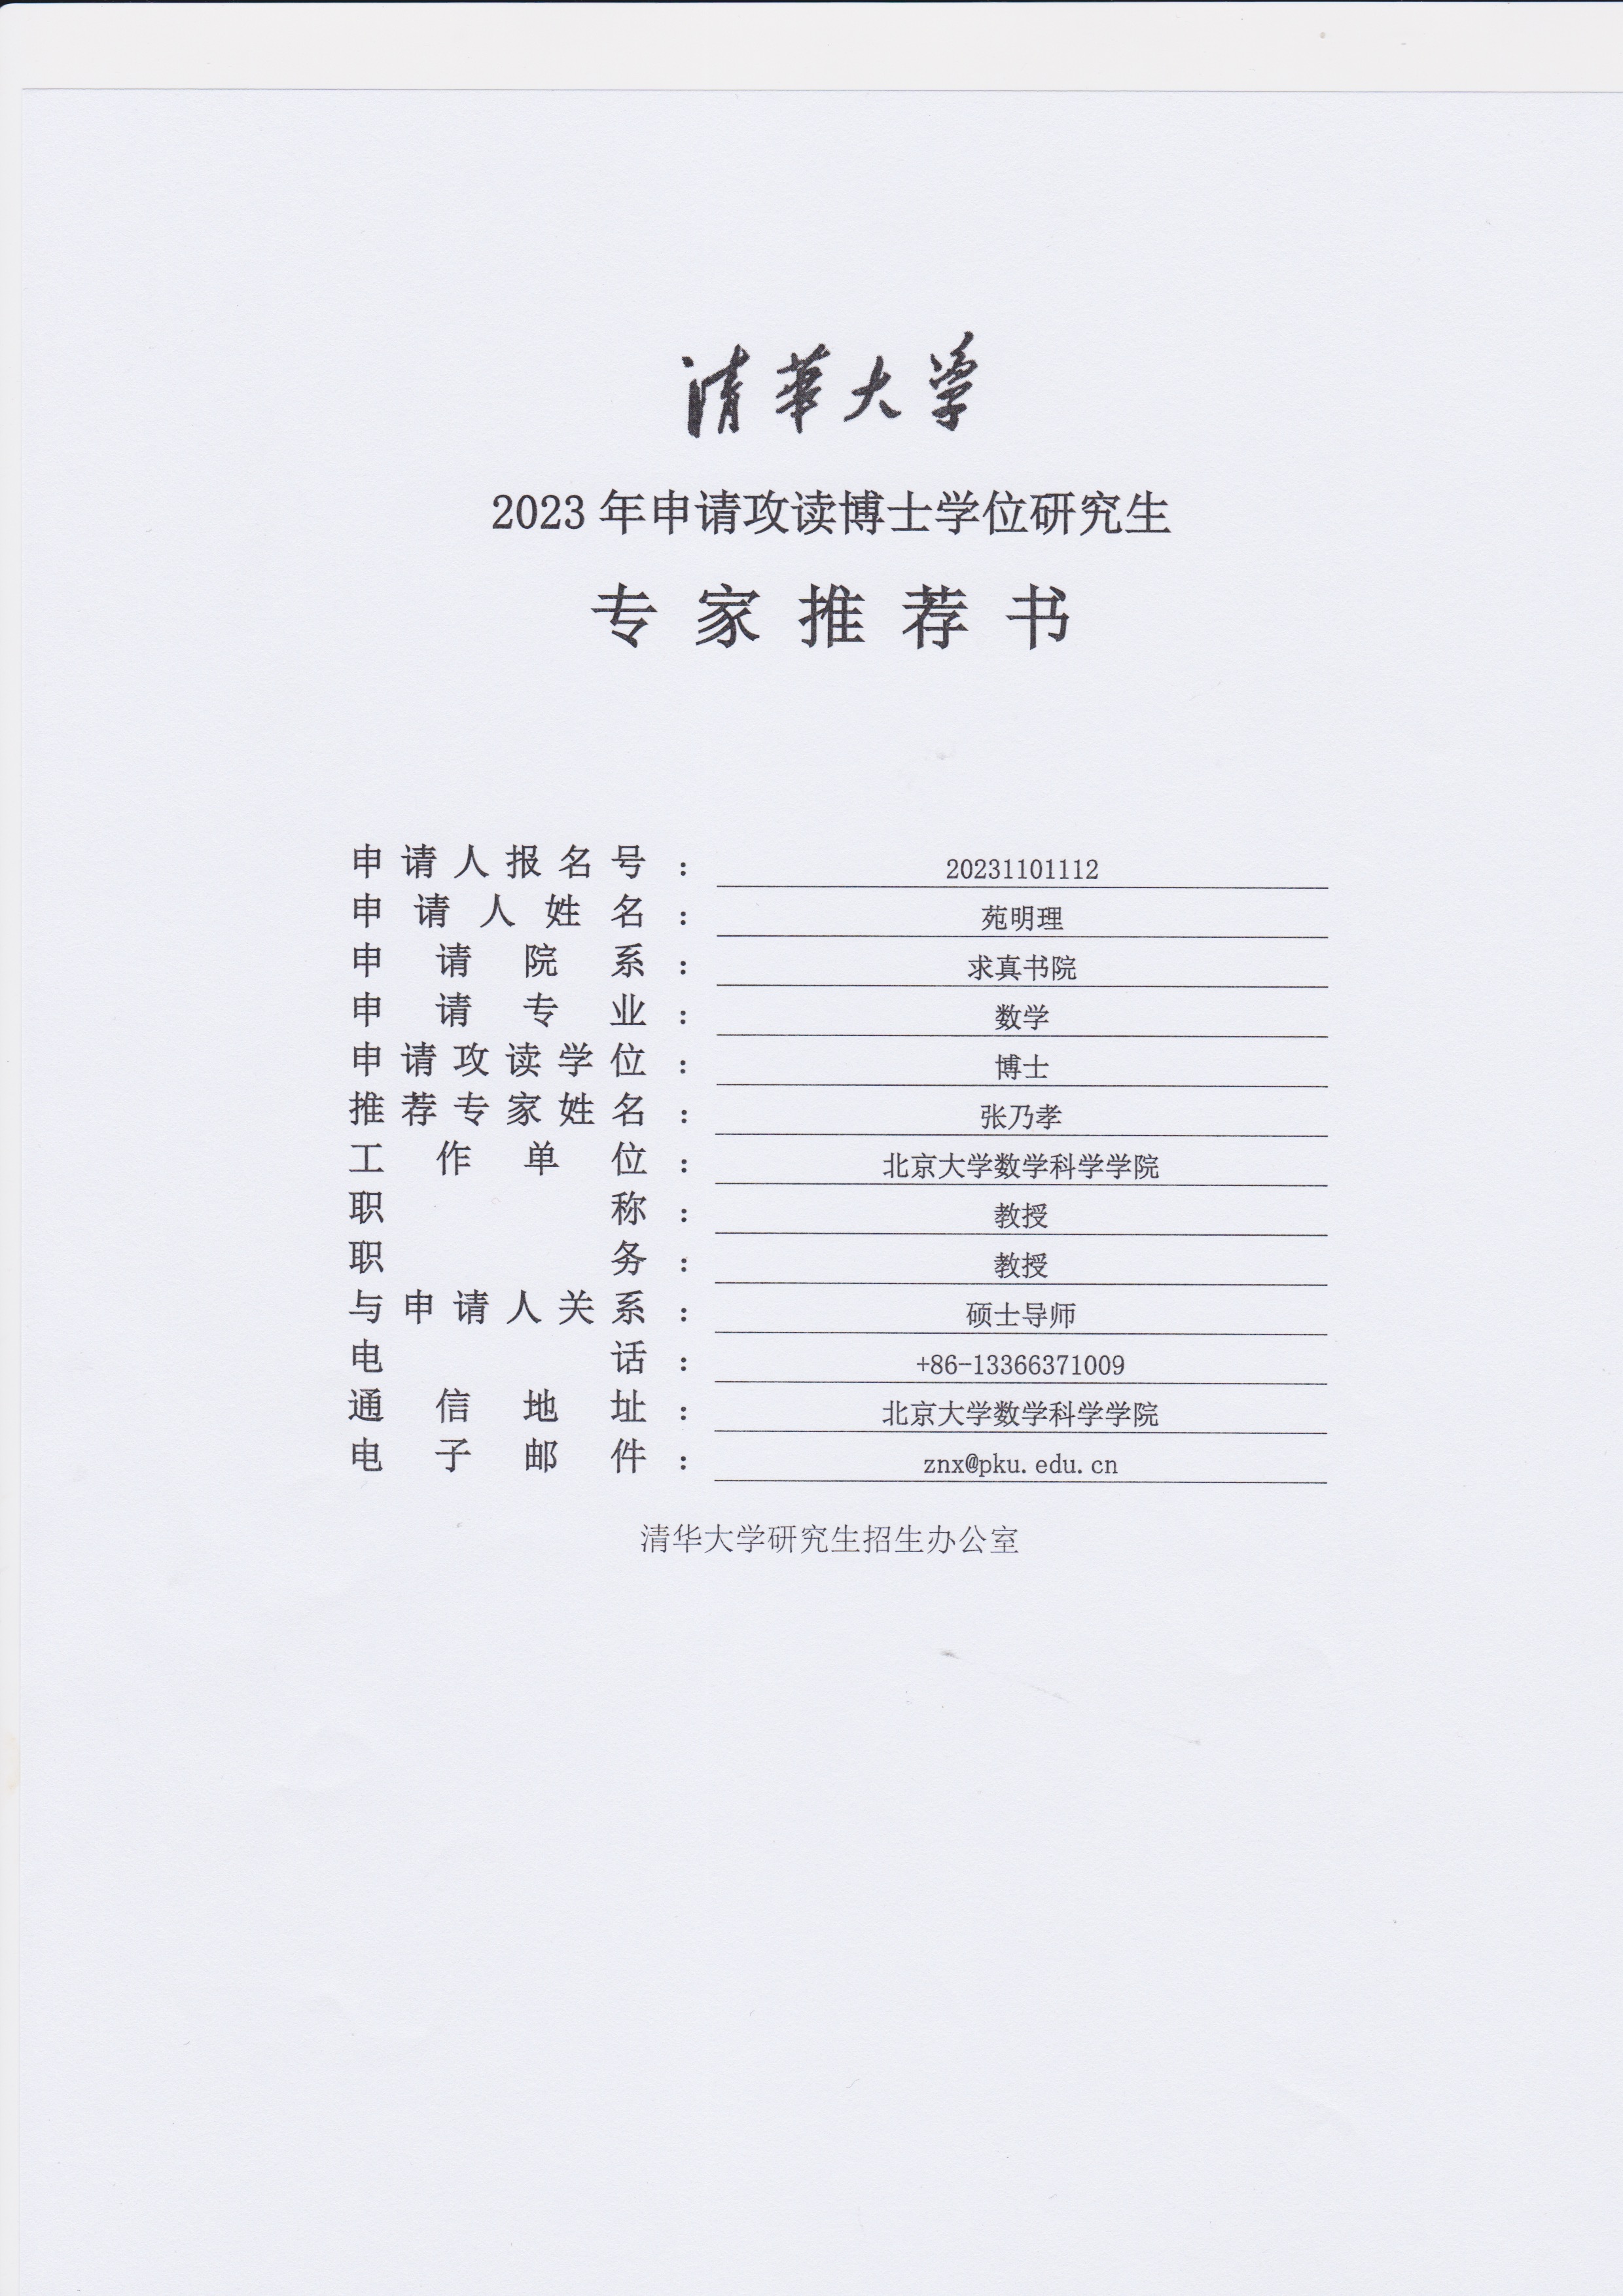 清華大学
2023年申请攻读博士学位研究生
专家推荐书
申请人报名号：20231101112
申请人姓名：苑明理
申请院系：求真书院
申请专业：数学
申请攻读学位：博士
推荐专家姓名：张乃孝
工作单位：北京大学数学科学学院
职称：教授
职务：教授
与申请人关系：硕士导师
电话：+86-13366371009
通信地址：北京大学数学科学学院
电子邮件：znx@pku.edu.cn
清华大学研究生招生办公室